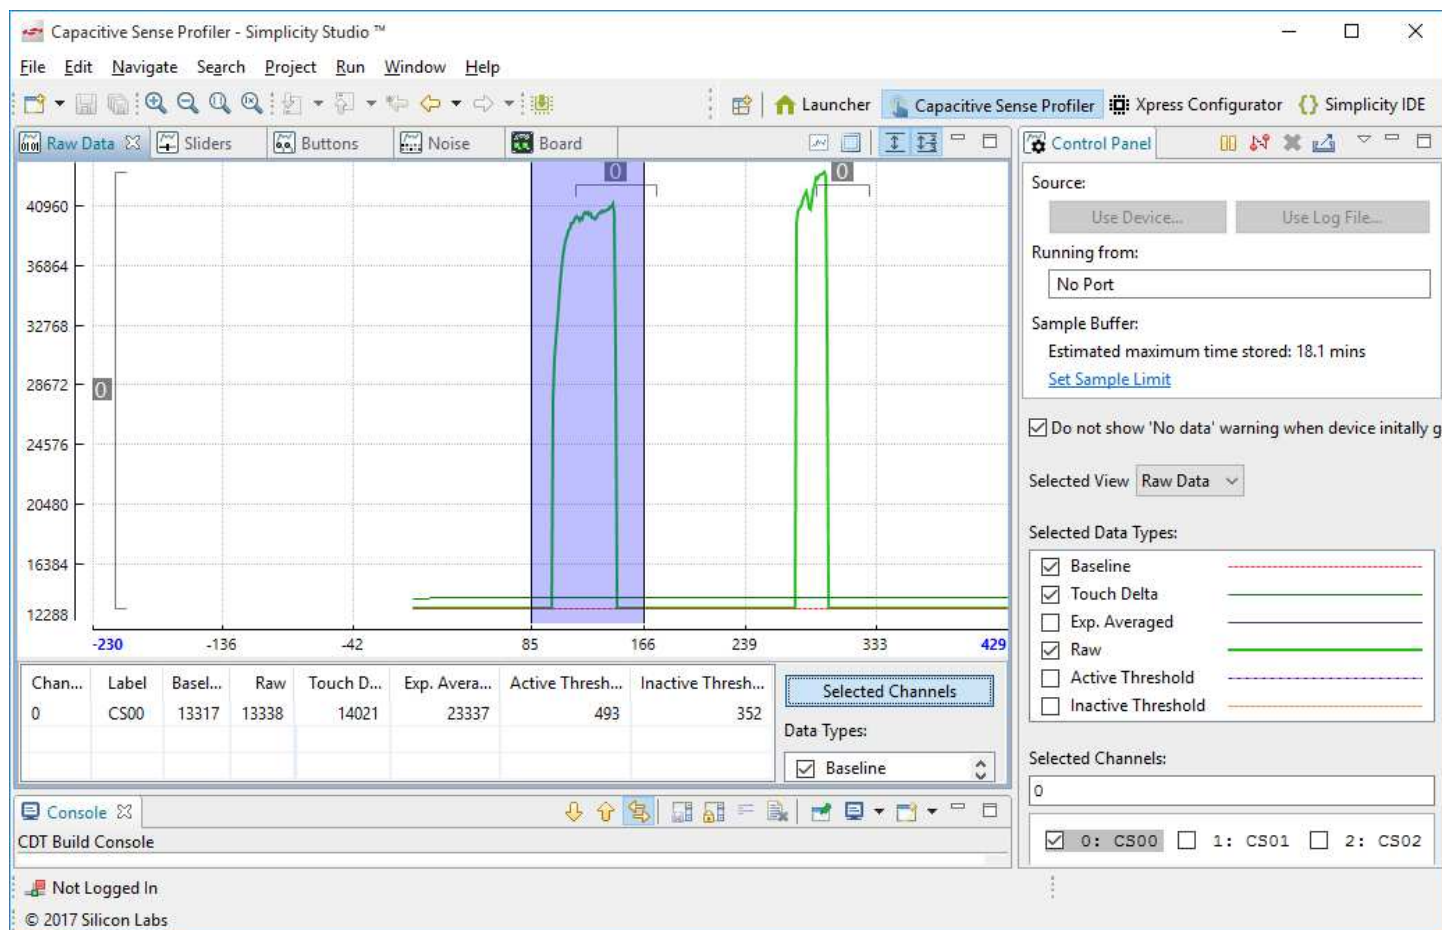 Capacitive Sense Profiler - Simplicity Studio ™
File Edit Navigate Search Project Run Window Help
Launcher Capacitive Sense Profiler Xpress Configurator Simplicity IDE
Raw Data Sliders Buttons Noise Board
0 0
40960
36864
32768
28672
0
24576
20480
16384
12288
-230 -136 -42 85 166 239 333 429
Chan... Label Basel... Raw Touch D... Exp. Avera... Active Thresh... Inactive Thresh...
0 CS00 13317 13338 14021 23337 493 352
Selected Channels
Data Types:
Baseline
Console
CDT Build Console
Control Panel
Source:
Use Device... Use Log File...
Running from:
No Port
Sample Buffer:
Estimated maximum time stored: 18.1 mins
Set Sample Limit
Do not show 'No data' warning when device initally g
Selected View Raw Data
Selected Data Types:
Baseline
Touch Delta
Exp. Averaged
Raw
Active Threshold
Inactive Threshold
Selected Channels:
0
0: CS00 1: CS01 2: CS02
Not Logged In
© 2017 Silicon Labs